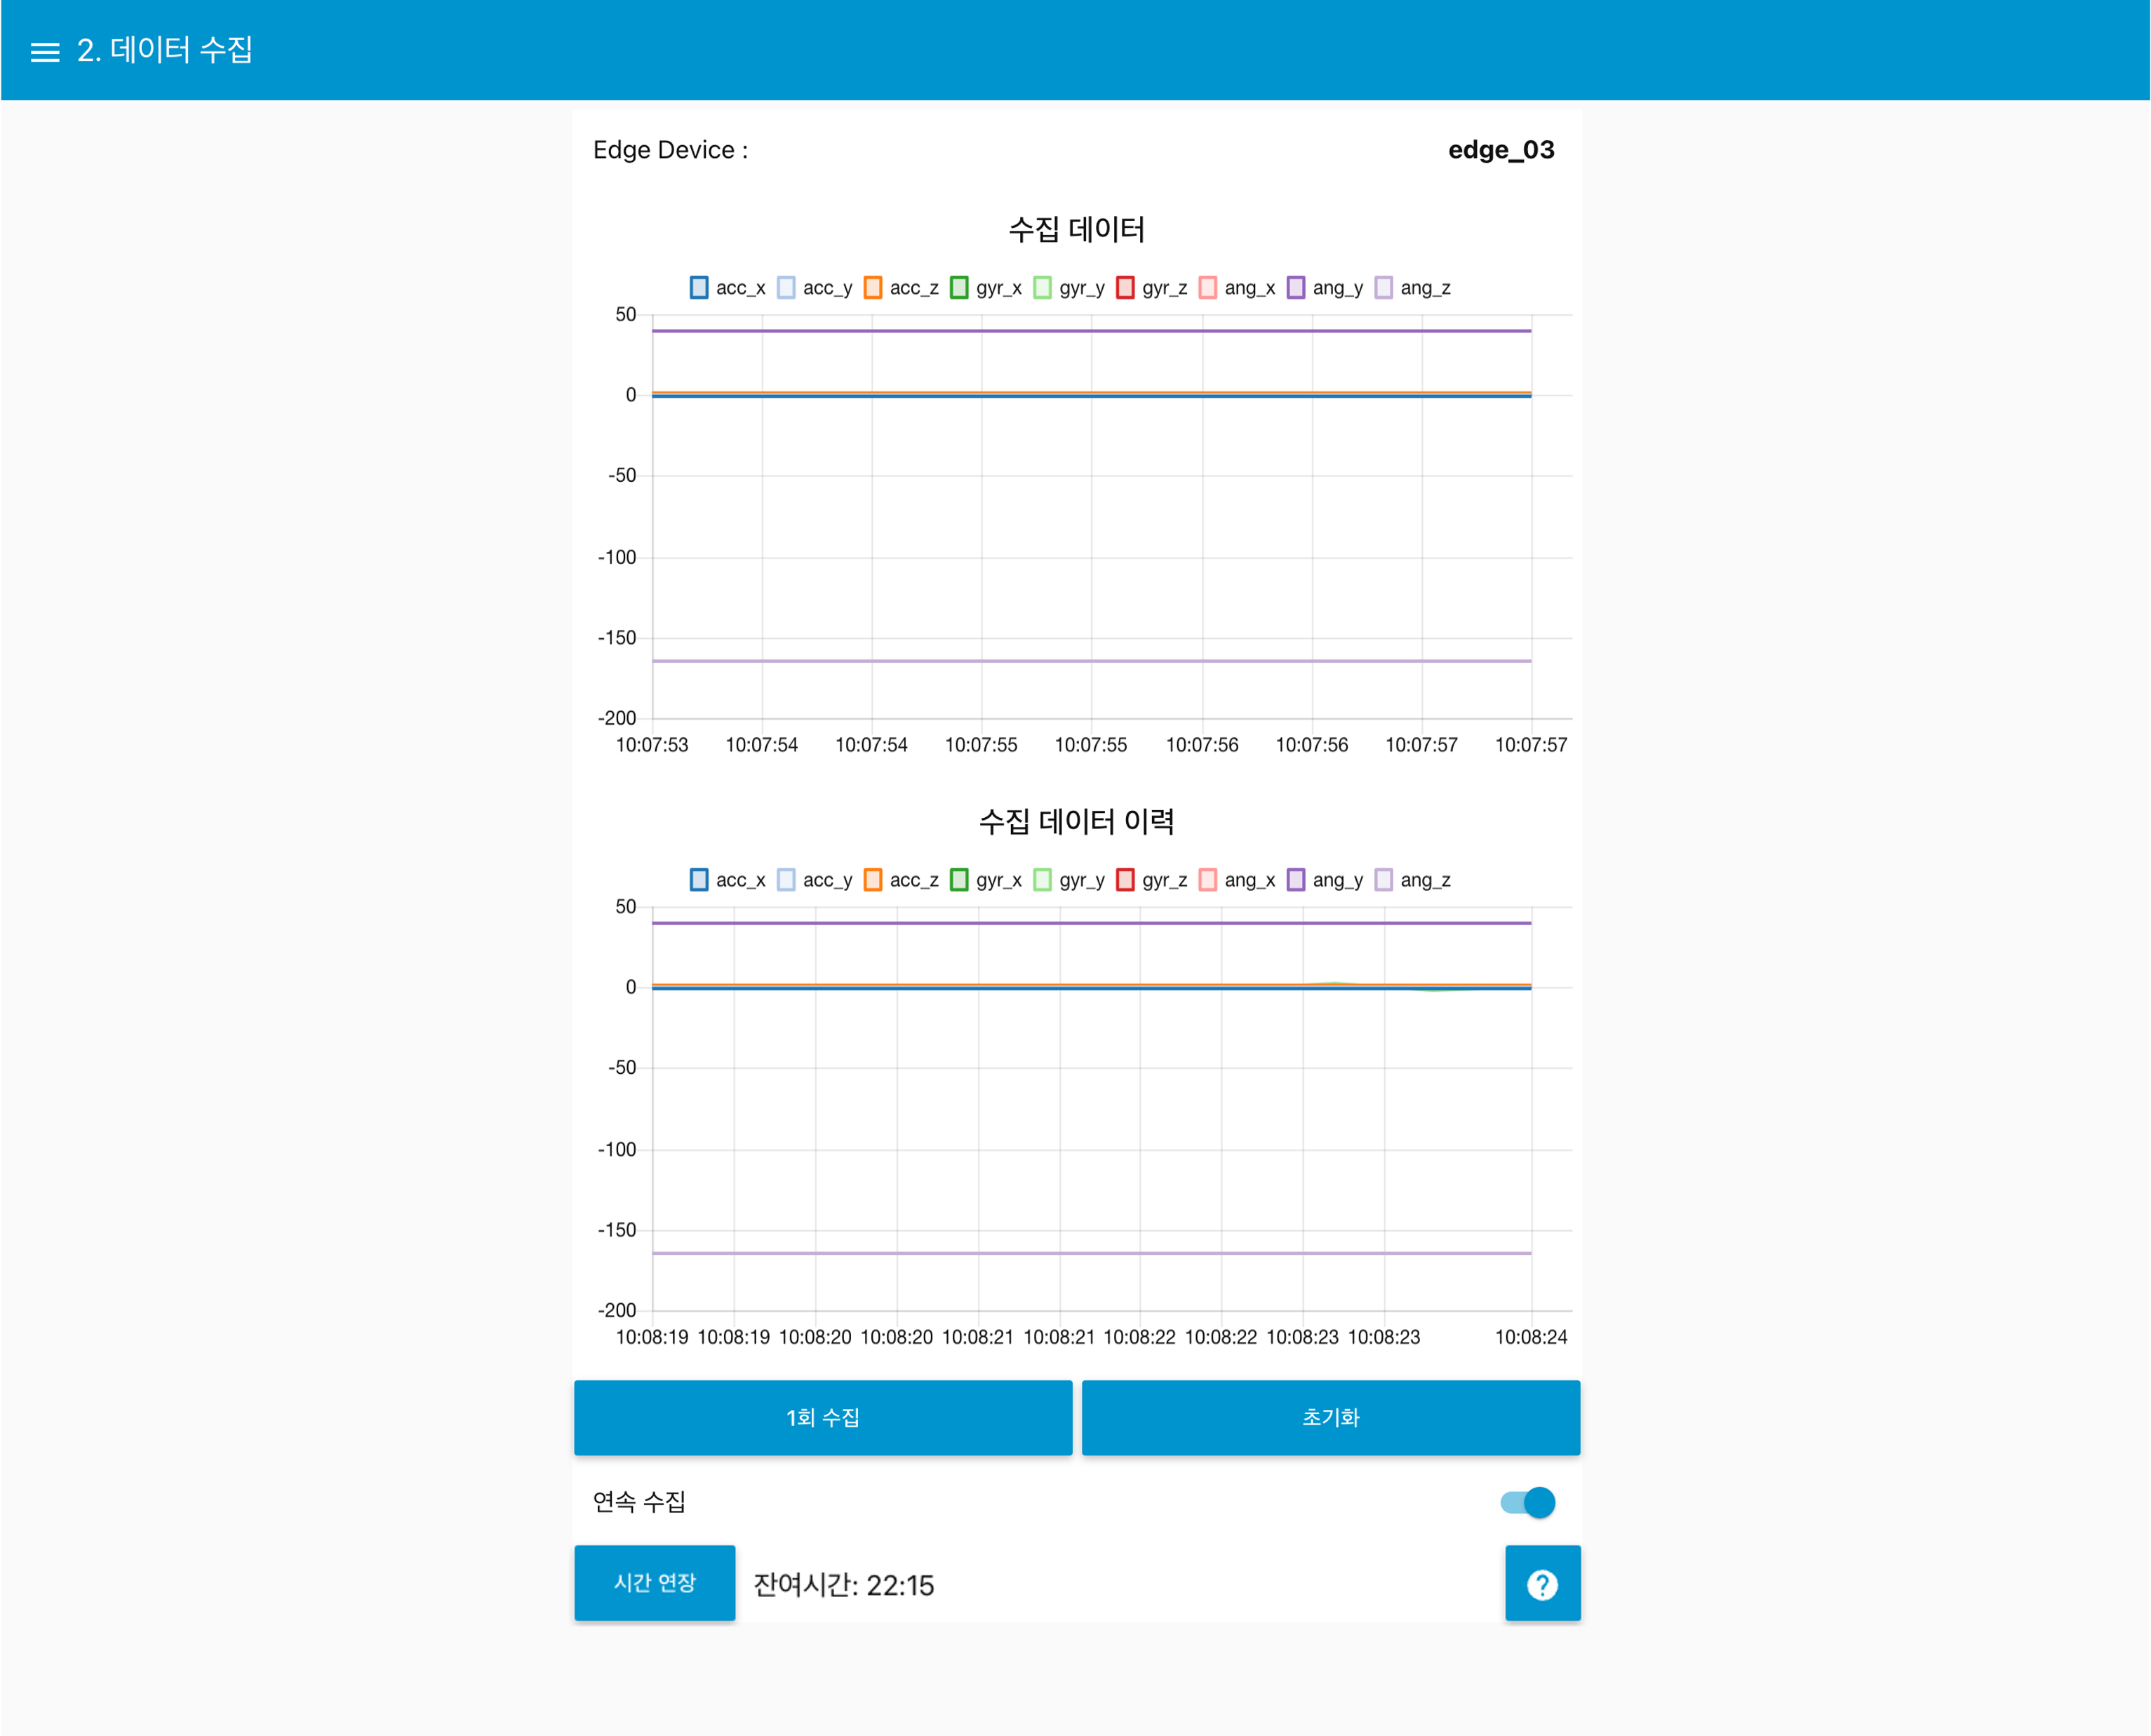 2. 데이터 수집
Edge Device : edge_03
수집 데이터
acc_x acc_y acc_z gyr_x gyr_y gyr_z ang_x ang_y ang_z
50
0
-50
-100
-150
-200
10:07:53 10:07:54 10:07:54 10:07:55 10:07:55 10:07:56 10:07:56 10:07:57 10:07:57
수집 데이터 이력
acc_x acc_y acc_z gyr_x gyr_y gyr_z ang_x ang_y ang_z
50
0
-50
-100
-150
-200
10:08:19 10:08:19 10:08:20 10:08:20 10:08:21 10:08:21 10:08:22 10:08:22 10:08:23 10:08:23 10:08:24
1회 수집 초기화
연속 수집
시간 연장 잔여시간: 22:15 ?